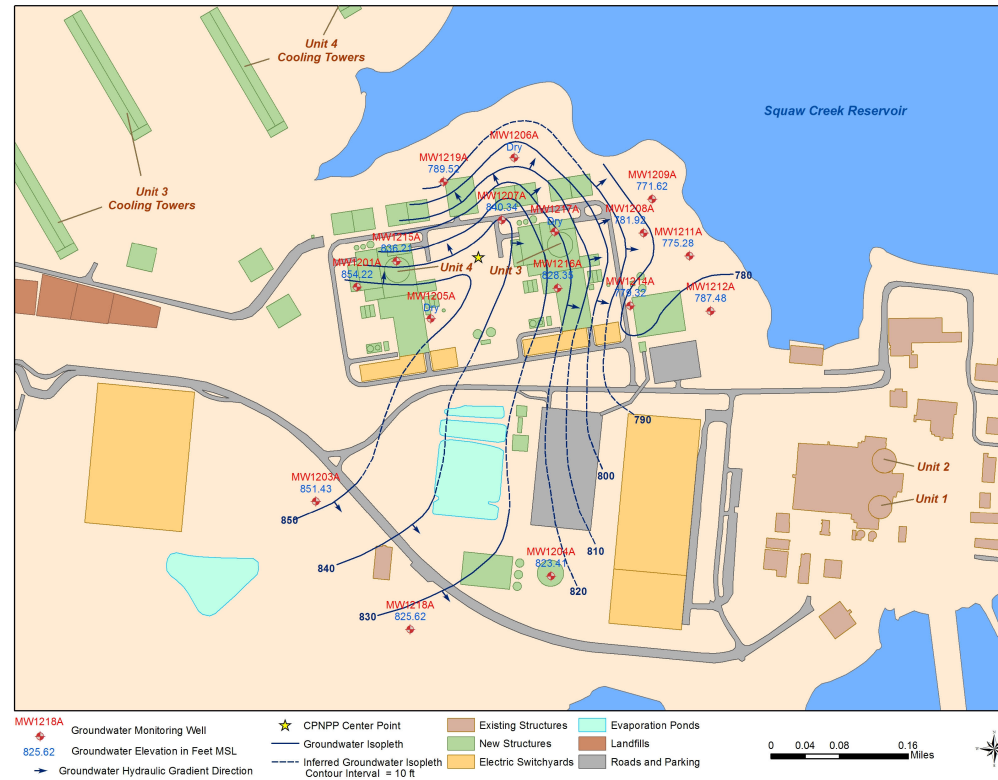 Unit 4
Cooling Towers
Squaw Creek Reservoir
MW1206A
Dry
MW1219A
789.52
MW1209A
771.62
Unit 3
Cooling Towers
MW1207A
840.34
MW1217A
Dry
MW1208A
781.92
MW1211A
775.28
MW1215A
836.21
MW1201A
854.22
Unit 4
Unit 3
MW1216A
828.35
MW1214A
779.32
780
MW1212A
787.48
MW1205A
Dry
790
Unit 2
MW1203A
851.43
800
Unit 1
850
810
MW1204A
823.41
840
820
MW1218A
825.62
830
MW1218A
825.62
Groundwater Monitoring Well
Groundwater Elevation in Feet MSL
Groundwater Hydraulic Gradient Direction
CPNPP Center Point
Groundwater Isopleth
Inferred Groundwater Isopleth
Contour Interval = 10 ft
Existing Structures
New Structures
Electric Switchyards
Evaporation Ponds
Landfills
Roads and Parking
0 0.04 0.08 0.16
Miles